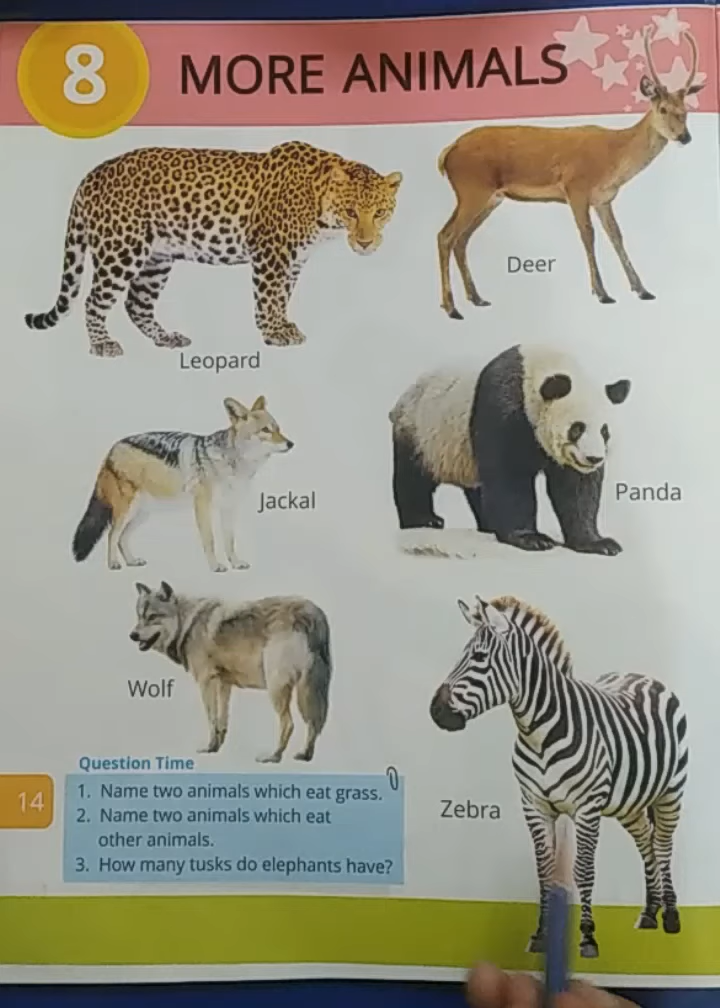 8
MORE ANIMALS
Leopard
Deer
Jackal
Panda
Wolf
Zebra
Question Time
1. Name two animals which eat grass.
2. Name two animals which eat
other animals.
3. How many tusks do elephants have?
14